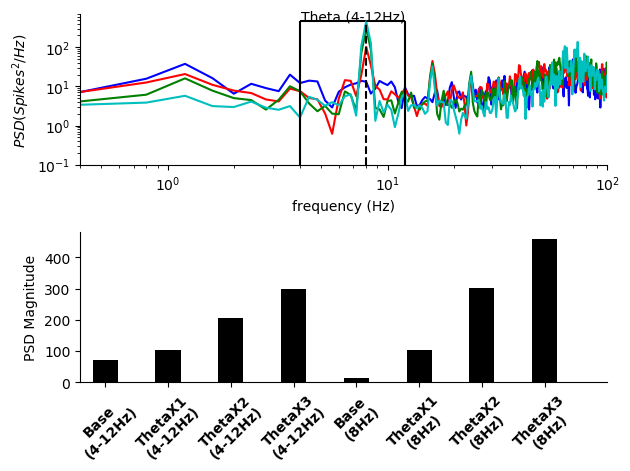 Theta (4-12Hz)
PSD(Spikes²/Hz)
10²
10¹
10⁰
10⁻¹
10⁰
10¹
10²
frequency (Hz)
PSD Magnitude
400
300
200
100
0
Base
(4-12Hz)
ThetaX1
(4-12Hz)
ThetaX2
(4-12Hz)
ThetaX3
(4-12Hz)
Base
(8Hz)
ThetaX1
(8Hz)
ThetaX2
(8Hz)
ThetaX3
(8Hz)